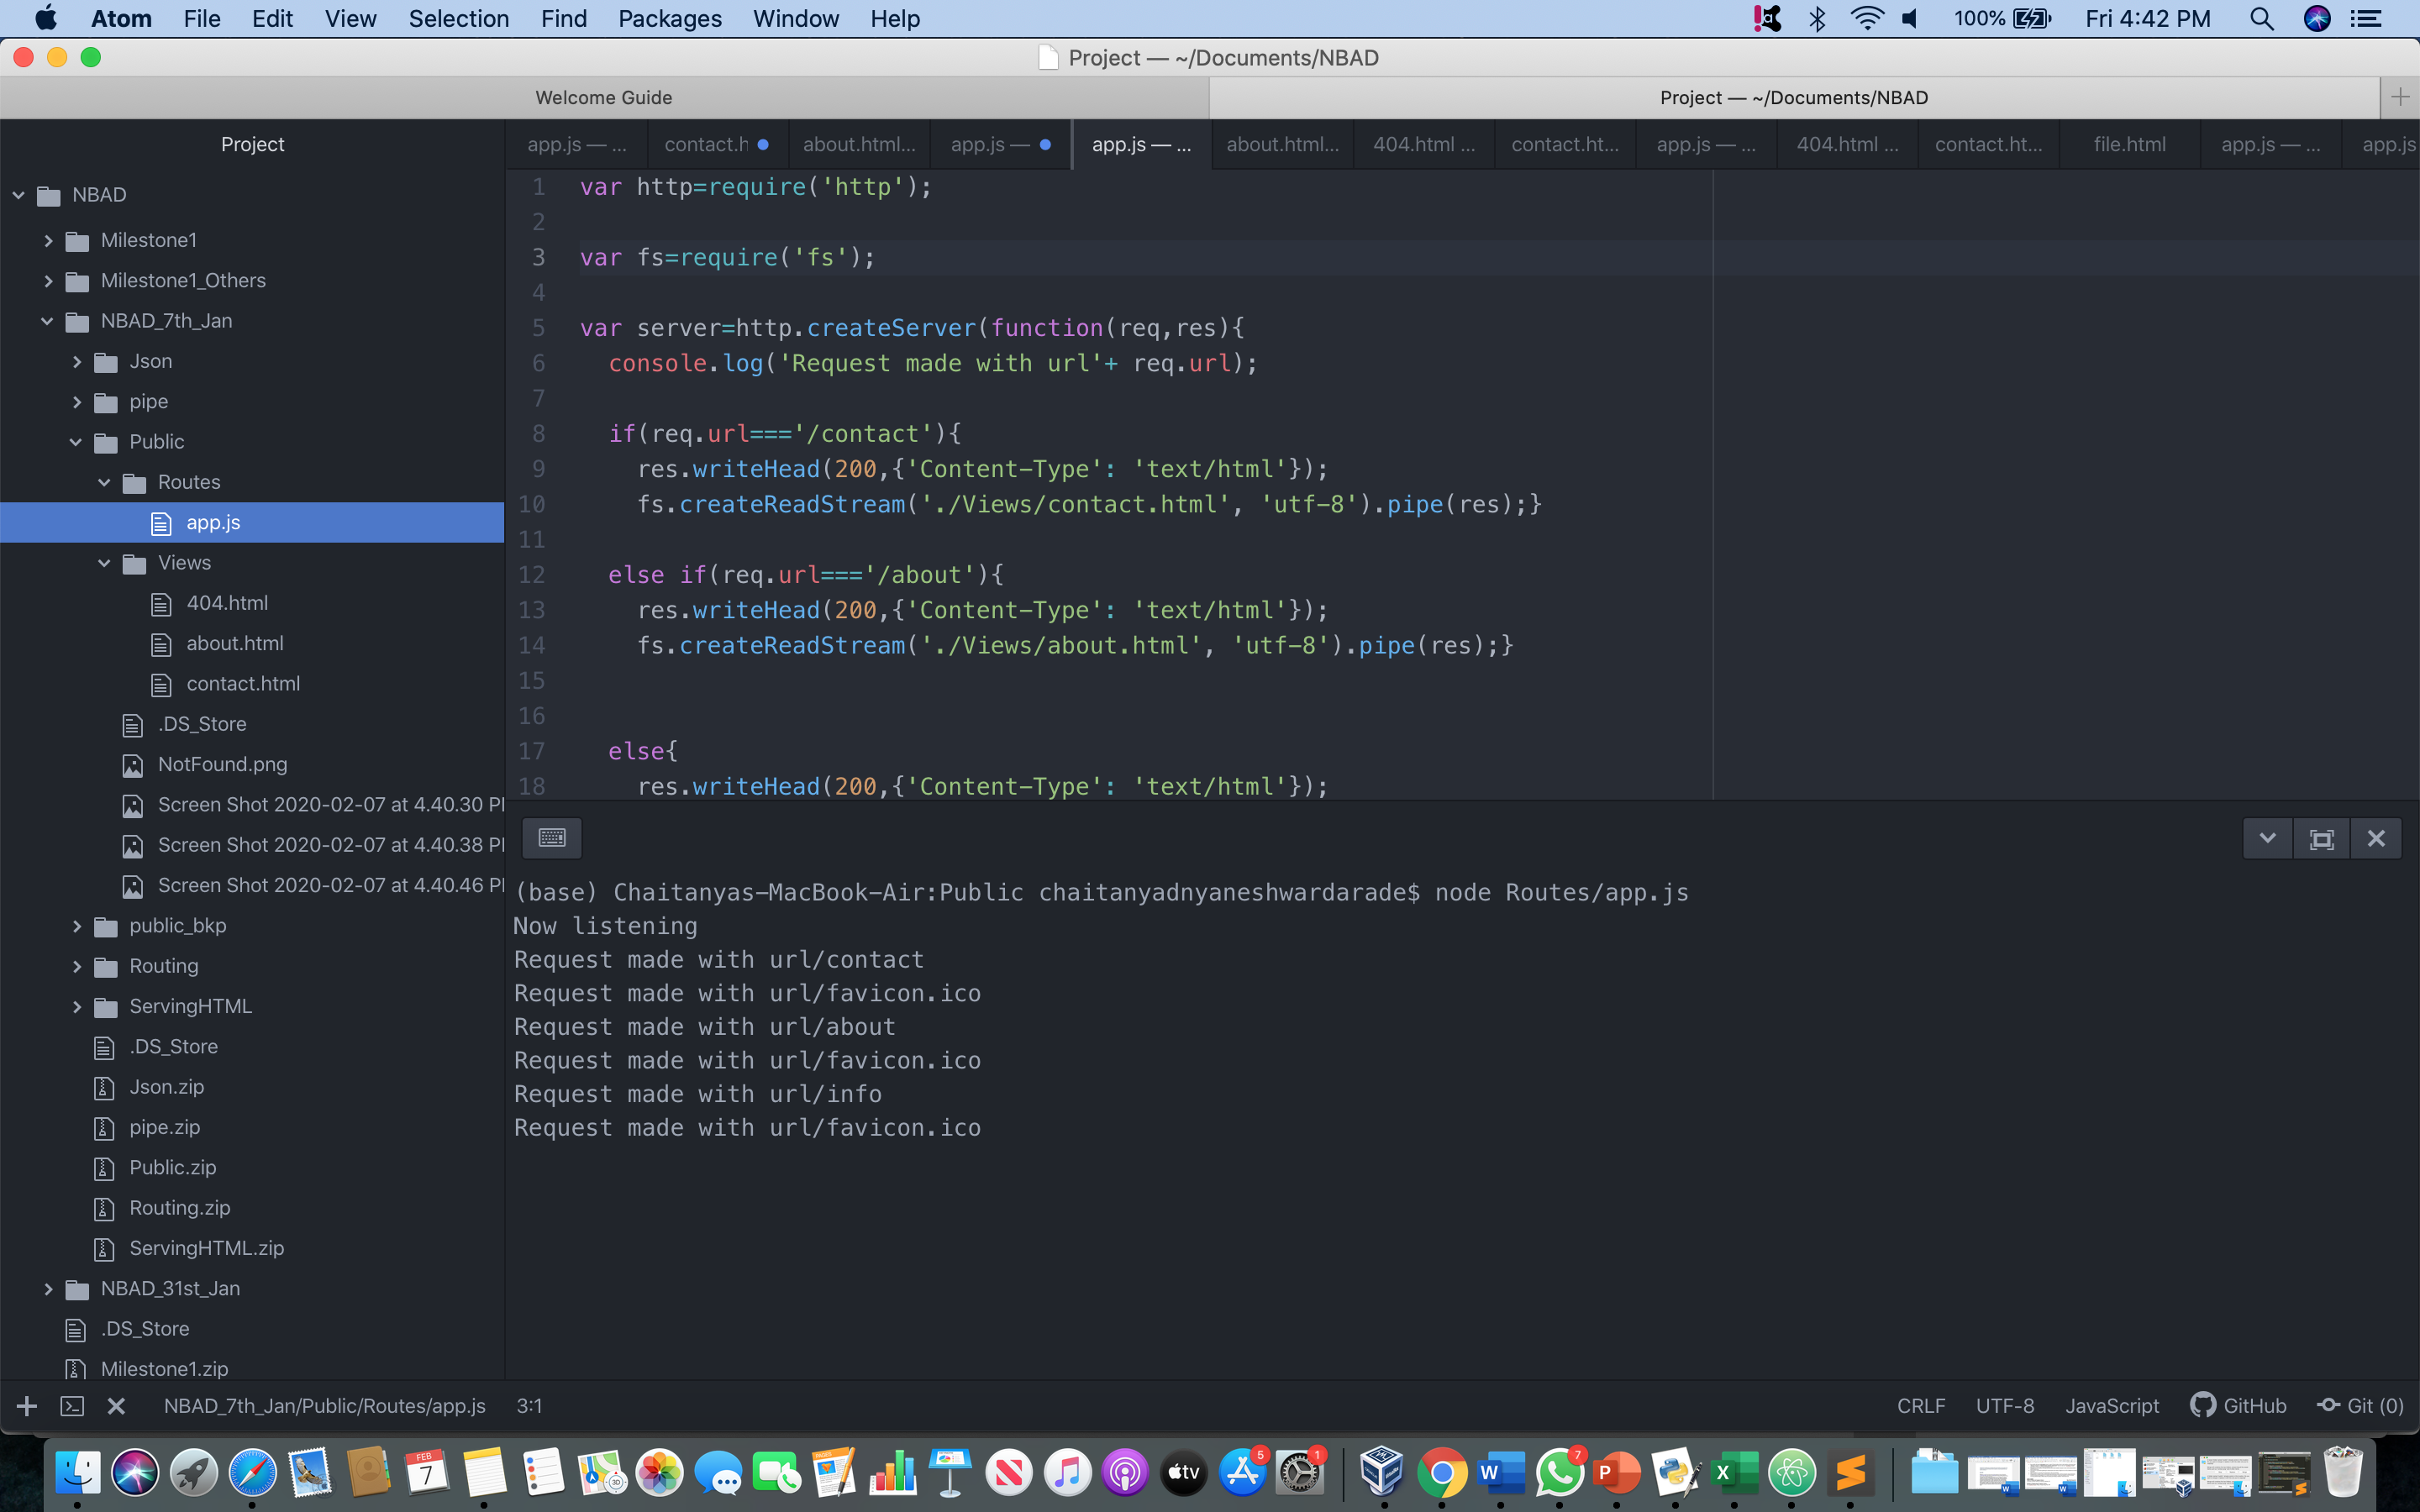 Atom File Edit View Selection Find Packages Window Help 100% Fri 4:42 PM
Project — ~/Documents/NBAD
Welcome Guide Project — ~/Documents/NBAD
Project app.js — ... contact.h about.html... app.js — app.js — ... about.html... 404.html ... contact.ht... app.js — ... 404.html ... contact.ht... file.html app.js — ... app.js
NBAD
Milestone1
Milestone1_Others
NBAD_7th_Jan
Json
pipe
Public
Routes
app.js
Views
404.html
about.html
contact.html
.DS_Store
NotFound.png
Screen Shot 2020-02-07 at 4.40.30 P
Screen Shot 2020-02-07 at 4.40.38 P
Screen Shot 2020-02-07 at 4.40.46 P
public_bkp
Routing
ServingHTML
.DS_Store
Json.zip
pipe.zip
Public.zip
Routing.zip
ServingHTML.zip
NBAD_31st_Jan
.DS_Store
Milestone1.zip
1 var http=require('http');
2
3 var fs=require('fs');
4
5 var server=http.createServer(function(req,res){
6 console.log('Request made with url'+ req.url);
7
8 if(req.url==='/contact'){
9 res.writeHead(200,{'Content-Type': 'text/html'});
10 fs.createReadStream('./Views/contact.html', 'utf-8').pipe(res);}
11
12 else if(req.url==='/about'){
13 res.writeHead(200,{'Content-Type': 'text/html'});
14 fs.createReadStream('./Views/about.html', 'utf-8').pipe(res);}
15
16
17 else{
18 res.writeHead(200,{'Content-Type': 'text/html'});
(base) Chaitanyas-MacBook-Air:Public chaitanyadnyaneshwardarade$ node Routes/app.js
Now listening
Request made with url/contact
Request made with url/favicon.ico
Request made with url/about
Request made with url/favicon.ico
Request made with url/info
Request made with url/favicon.ico
NBAD_7th_Jan/Public/Routes/app.js 3:1 CRLF UTF-8 JavaScript GitHub Git (0)
FEB 7 tv 5 1 W 7 P X